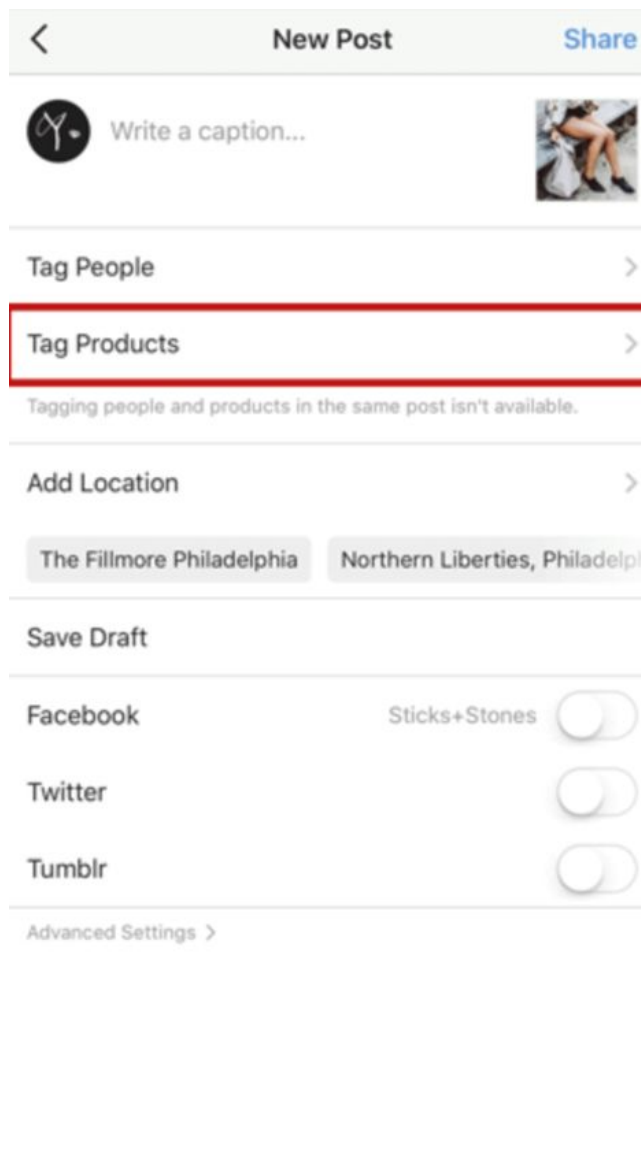 New Post Share
Write a caption...
Tag People
Tag Products
Tagging people and products in the same post isn't available.
Add Location
The Fillmore Philadelphia Northern Liberties, Philadelp
Save Draft
Facebook Sticks+Stones
Twitter
Tumblr
Advanced Settings >